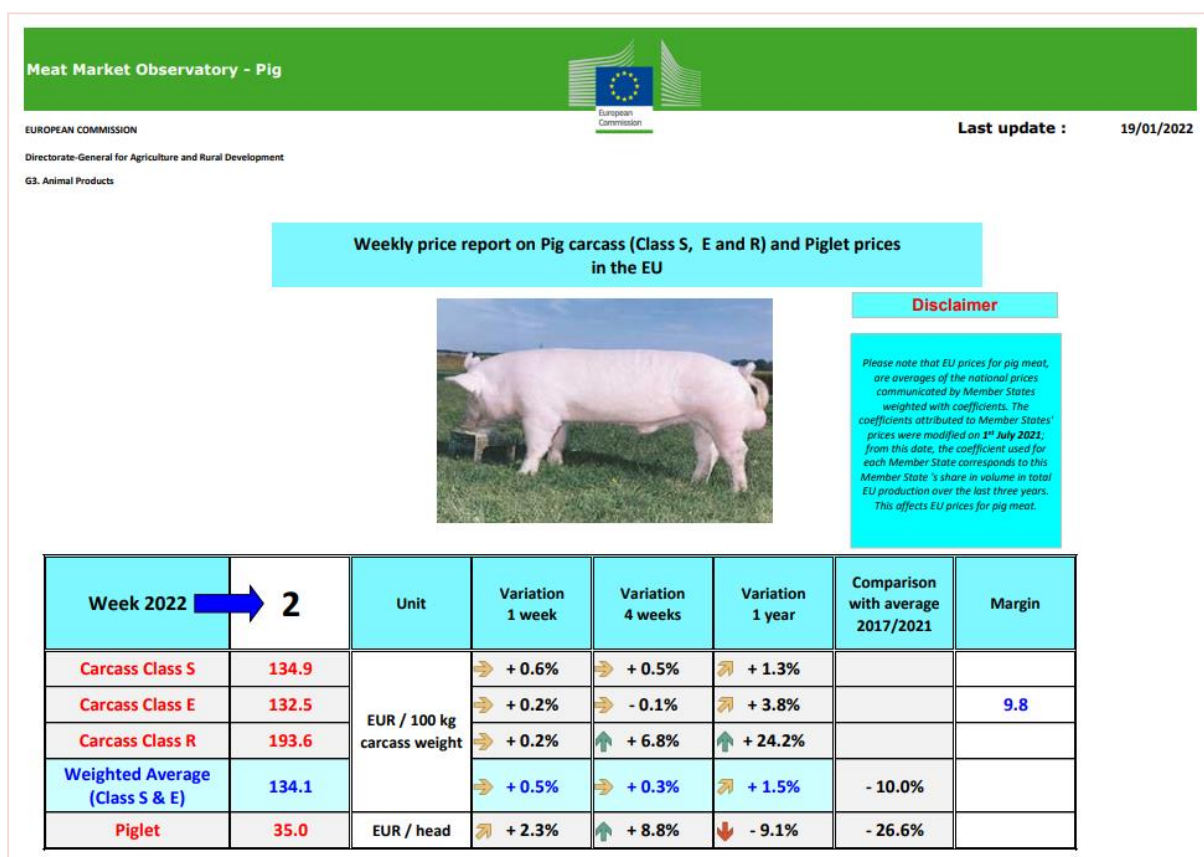 Meat Market Observatory - Pig
European
Commission
EUROPEAN COMMISSION
Last update : 19/01/2022
Directorate-General for Agriculture and Rural Development
G3. Animal Products
Weekly price report on Pig carcass (Class S, E and R) and Piglet prices
in the EU
Disclaimer
Please note that EU prices for pig meat,
are averages of the national prices
communicated by Member States
weighted with coefficients. The
coefficients attributed to Member States'
prices were modified on 1st July 2021;
from this date, the coefficient used for
each Member State corresponds to this
Member State 's share in volume in total
EU production over the last three years.
This affects EU prices for pig meat.
Week 2022 2 Unit Variation 1 week Variation 4 weeks Variation 1 year Comparison with average 2017/2021 Margin
Carcass Class S 134.9 EUR / 100 kg carcass weight + 0.6% + 0.5% + 1.3%
Carcass Class E 132.5 + 0.2% - 0.1% + 3.8% 9.8
Carcass Class R 193.6 + 0.2% + 6.8% + 24.2%
Weighted Average (Class S & E) 134.1 + 0.5% + 0.3% + 1.5% - 10.0%
Piglet 35.0 EUR / head + 2.3% + 8.8% - 9.1% - 26.6%